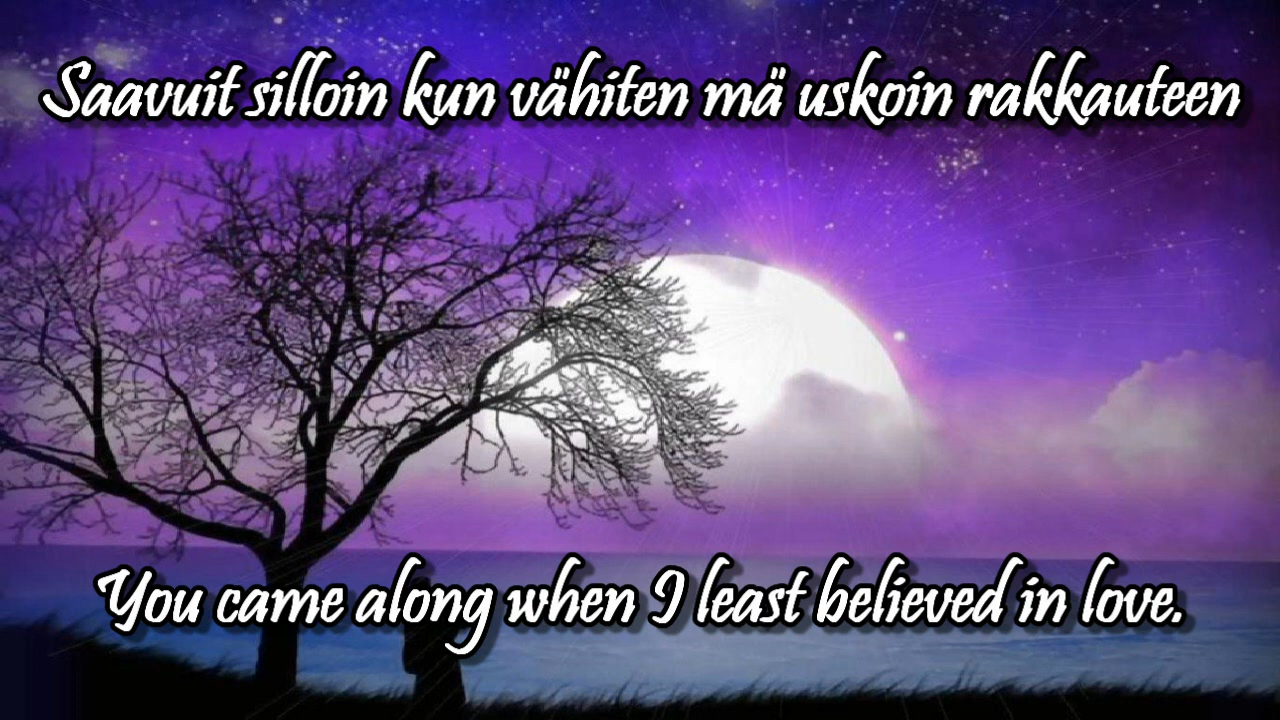 Saavuit silloin kun vähiten mä uskoin rakkauteen
You came along when I least believed in love.